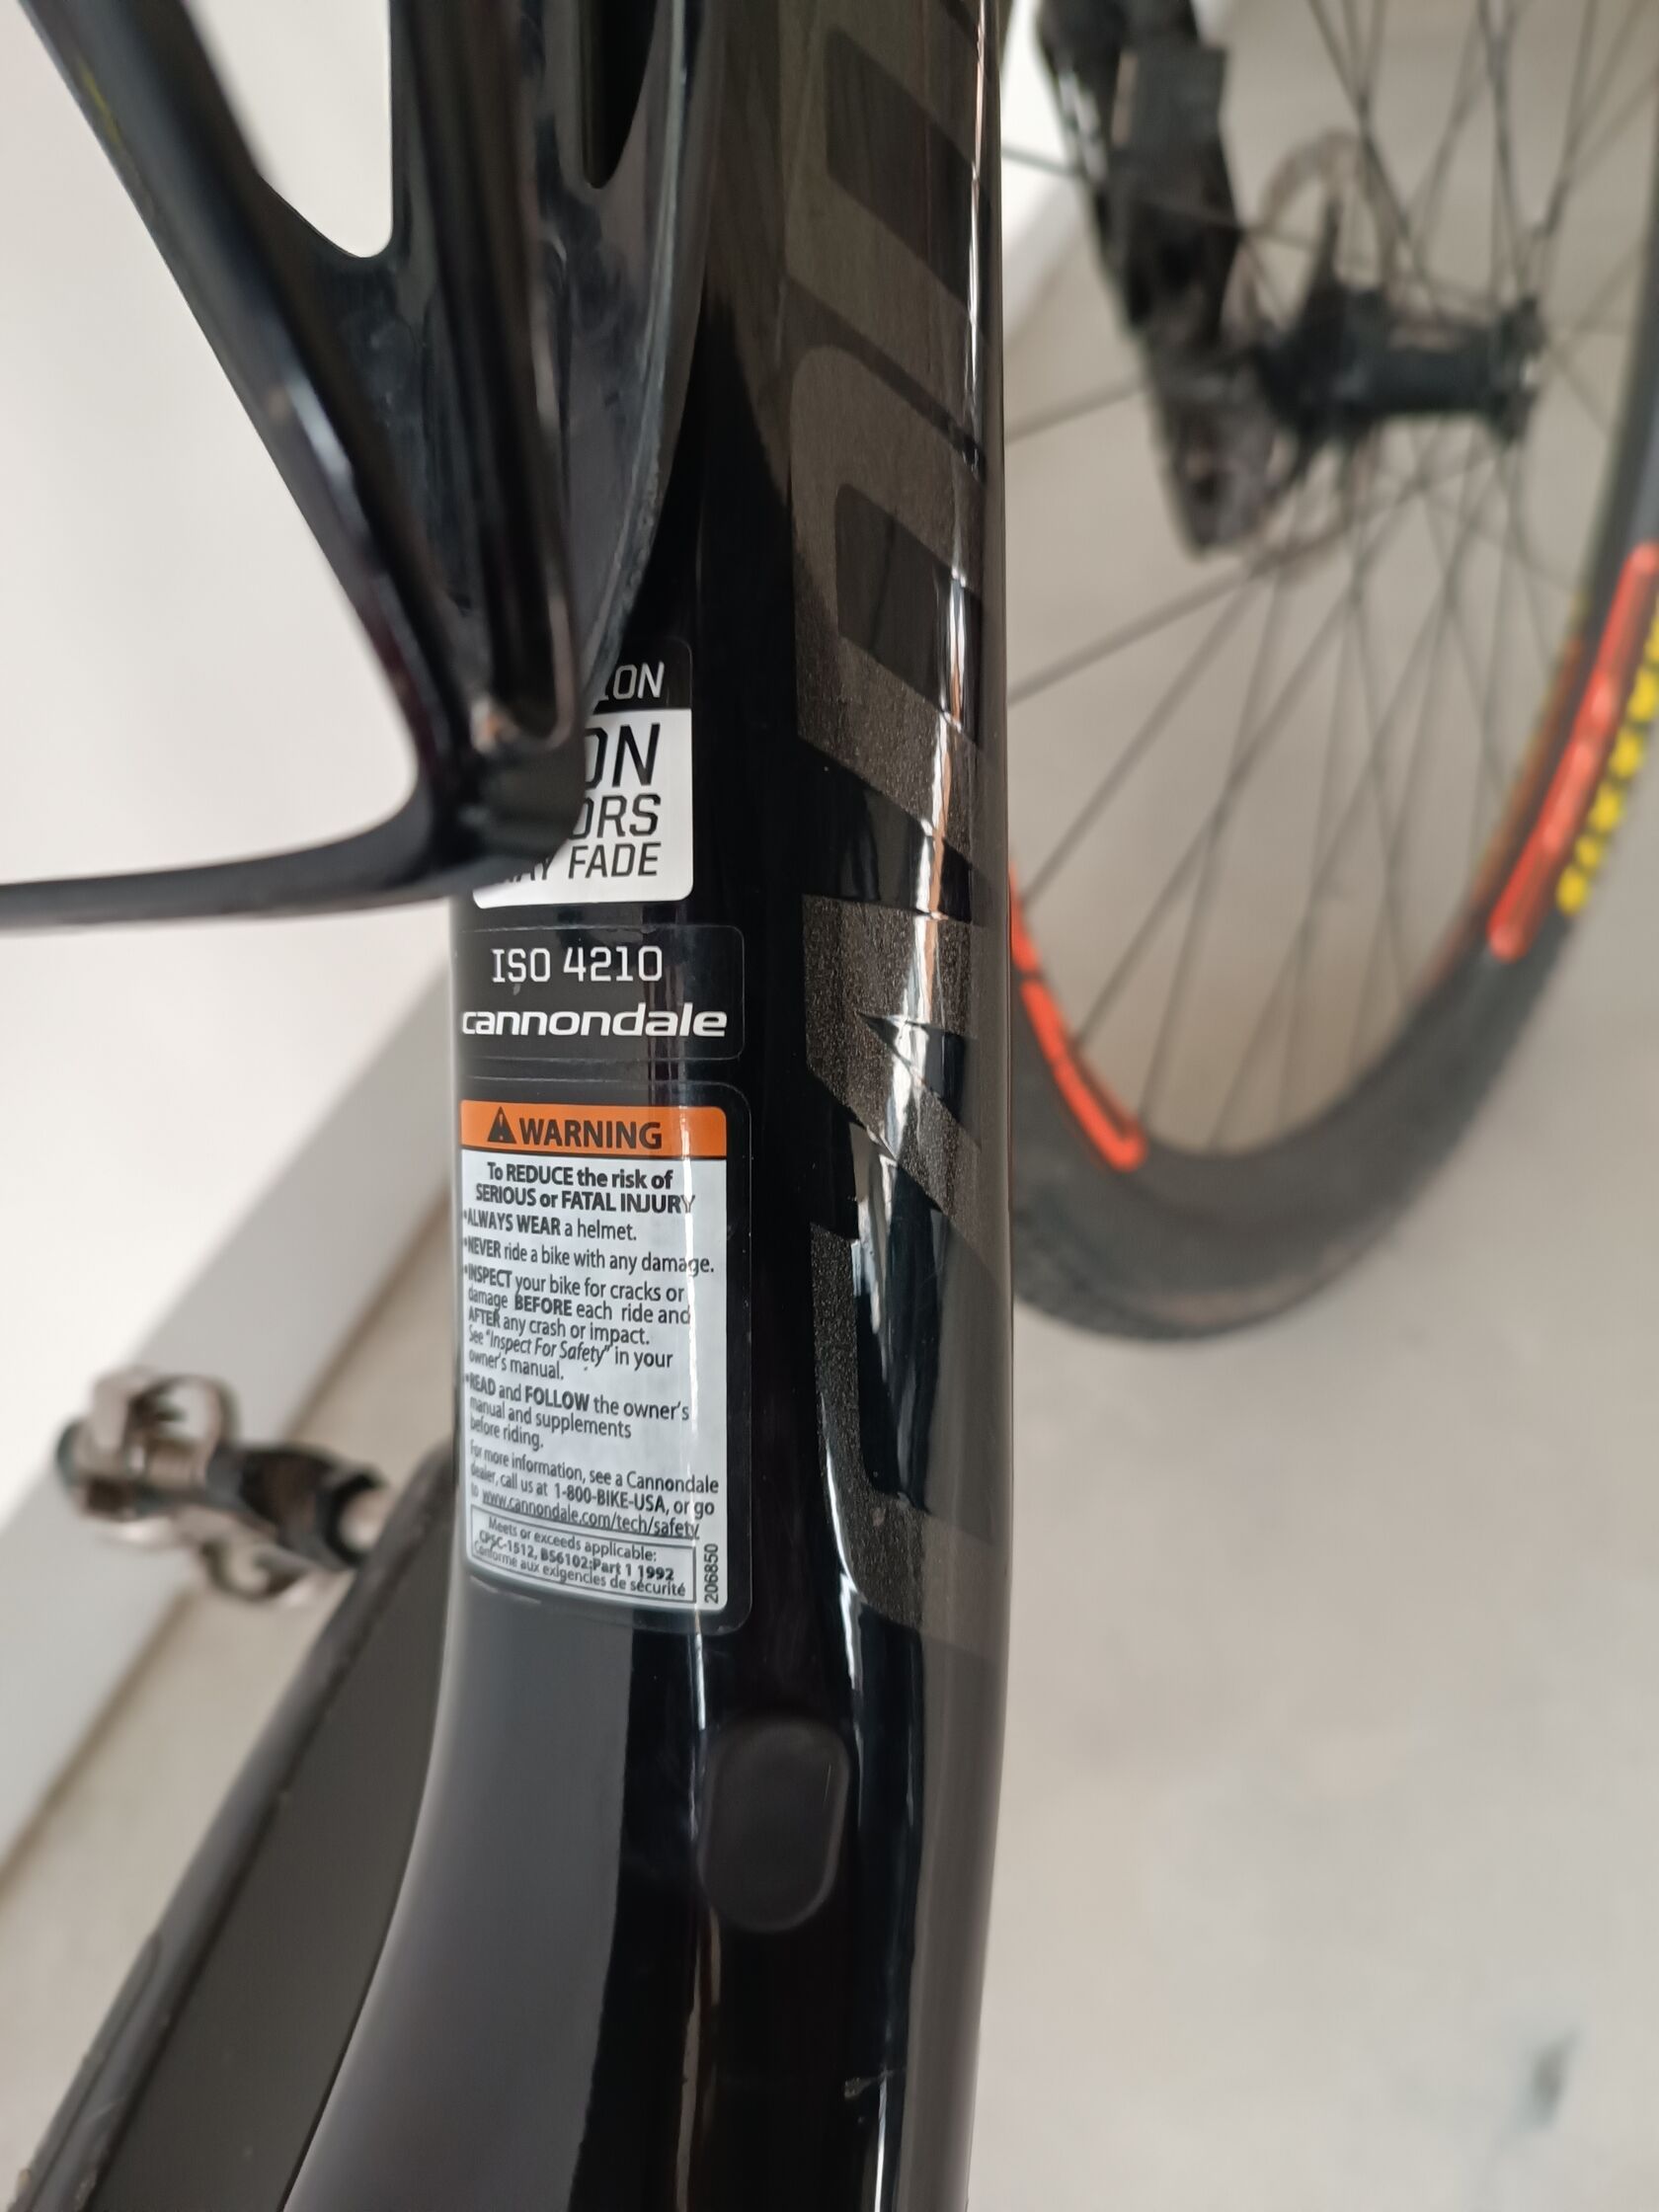 ON
ORS
FADE
ISO 4210
cannondale
WARNING
To REDUCE the risk of
SERIOUS or FATAL INJURY
•ALWAYS WEAR a helmet.
•NEVER ride a bike with any damage.
•INSPECT your bike for cracks or
damage BEFORE each ride and
AFTER any crash or impact.
See "Inspect For Safety" in your
owner's manual.
•READ and FOLLOW the owner's
manual and supplements
before riding.
For more information, see a Cannondale
dealer, call us at 1-800-BIKE-USA, or go
to www.cannondale.com/tech/safety
Meets or exceeds applicable:
CPSC-1512, BS6102:Part 1 1992
Conforme aux exigencies de sécurité
206850